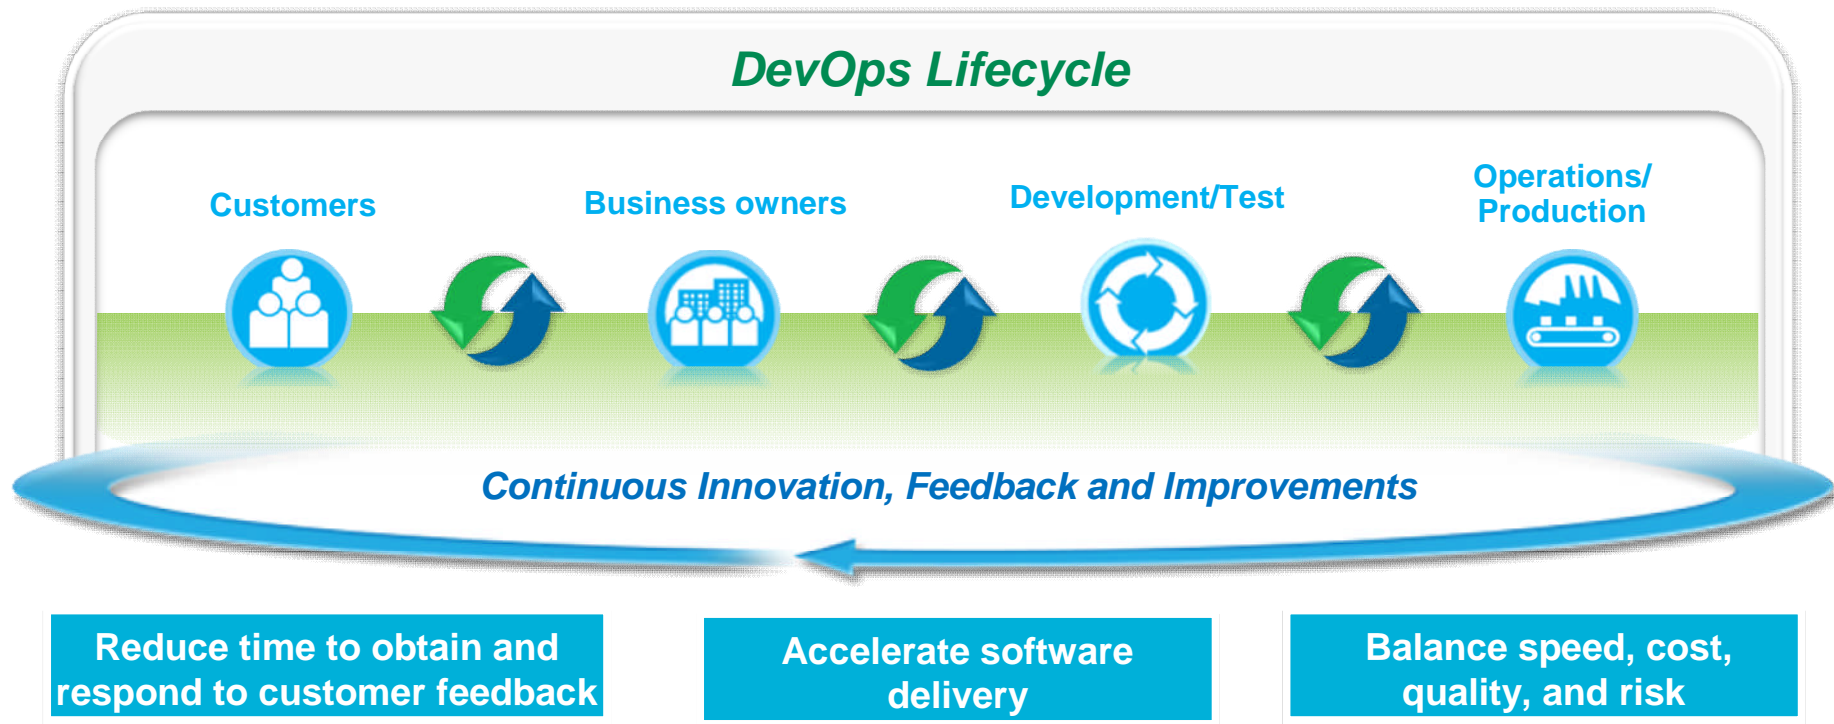 DevOps Lifecycle
Customers
Business owners
Development/Test
Operations/
Production
Continuous Innovation, Feedback and Improvements
Reduce time to obtain and
respond to customer feedback
Accelerate software
delivery
Balance speed, cost,
quality, and risk